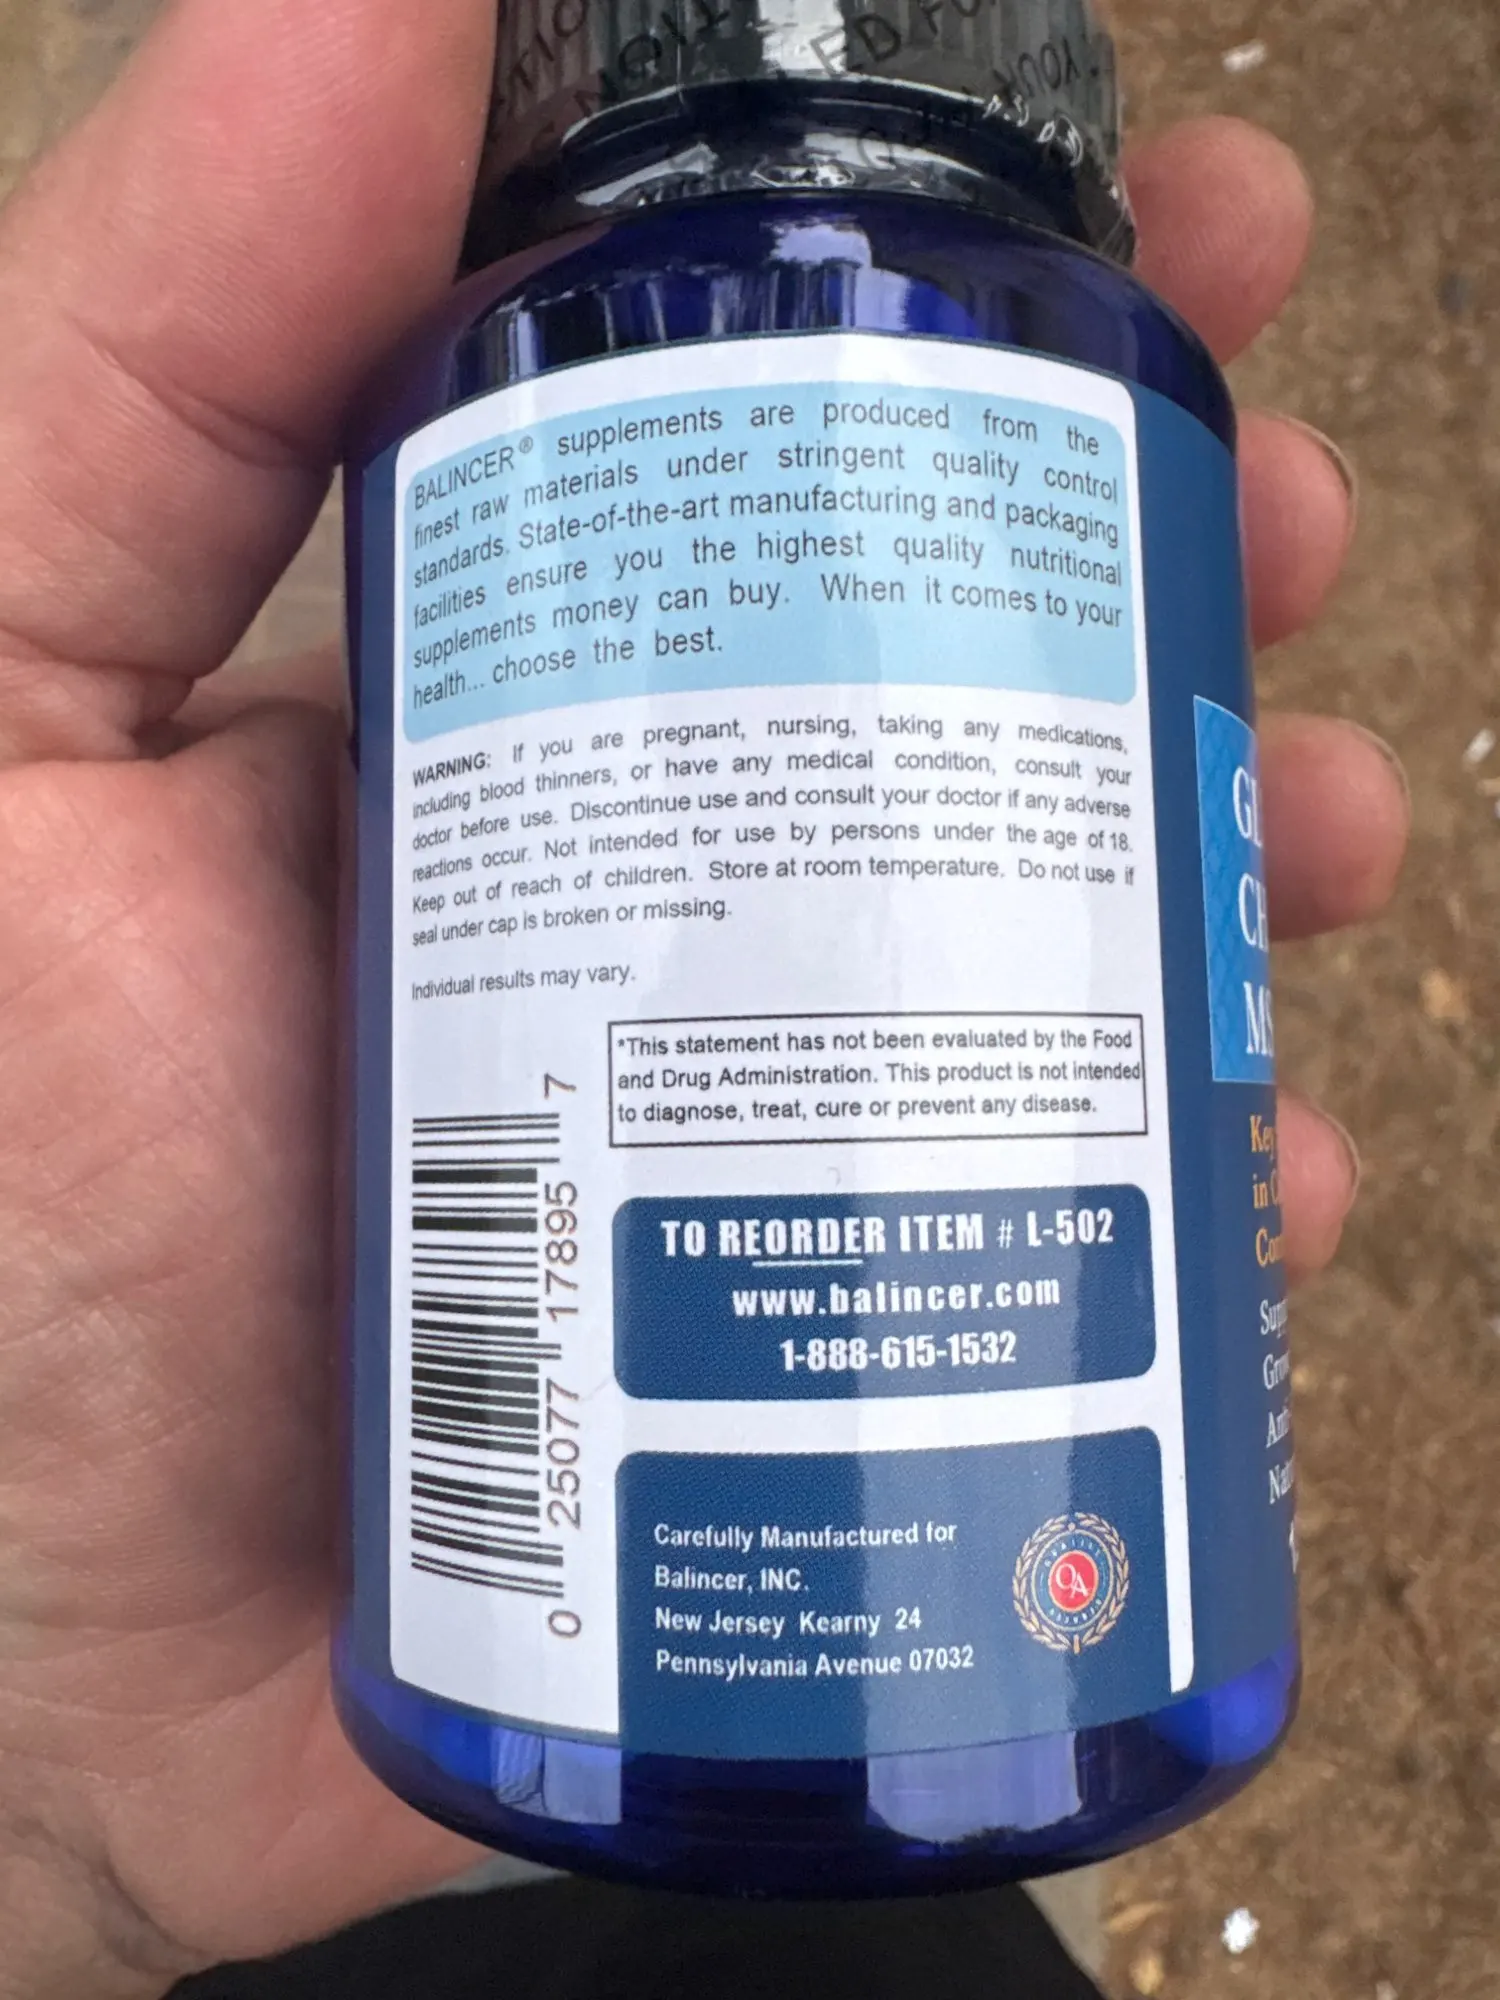 YOUR
BALINCER® supplements are produced from the
finest raw materials under stringent quality control
standards. State-of-the-art manufacturing and packaging
facilities ensure you the highest quality nutritional
supplements money can buy. When it comes to your
health... choose the best.
WARNING: If you are pregnant, nursing, taking any medications,
including blood thinners, or have any medical condition, consult your
doctor before use. Discontinue use and consult your doctor if any adverse
reactions occur. Not intended for use by persons under the age of 18.
Keep out of reach of children. Store at room temperature. Do not use if
seal under cap is broken or missing.
Individual results may vary.
*This statement has not been evaluated by the Food
and Drug Administration. This product is not intended
to diagnose, treat, cure or prevent any disease.
0 25077 17895 7
TO REORDER ITEM # L-502
www.balincer.com
1-888-615-1532
Carefully Manufactured for
Balincer, INC.
New Jersey Kearny 24
Pennsylvania Avenue 07032
QA
Key
in